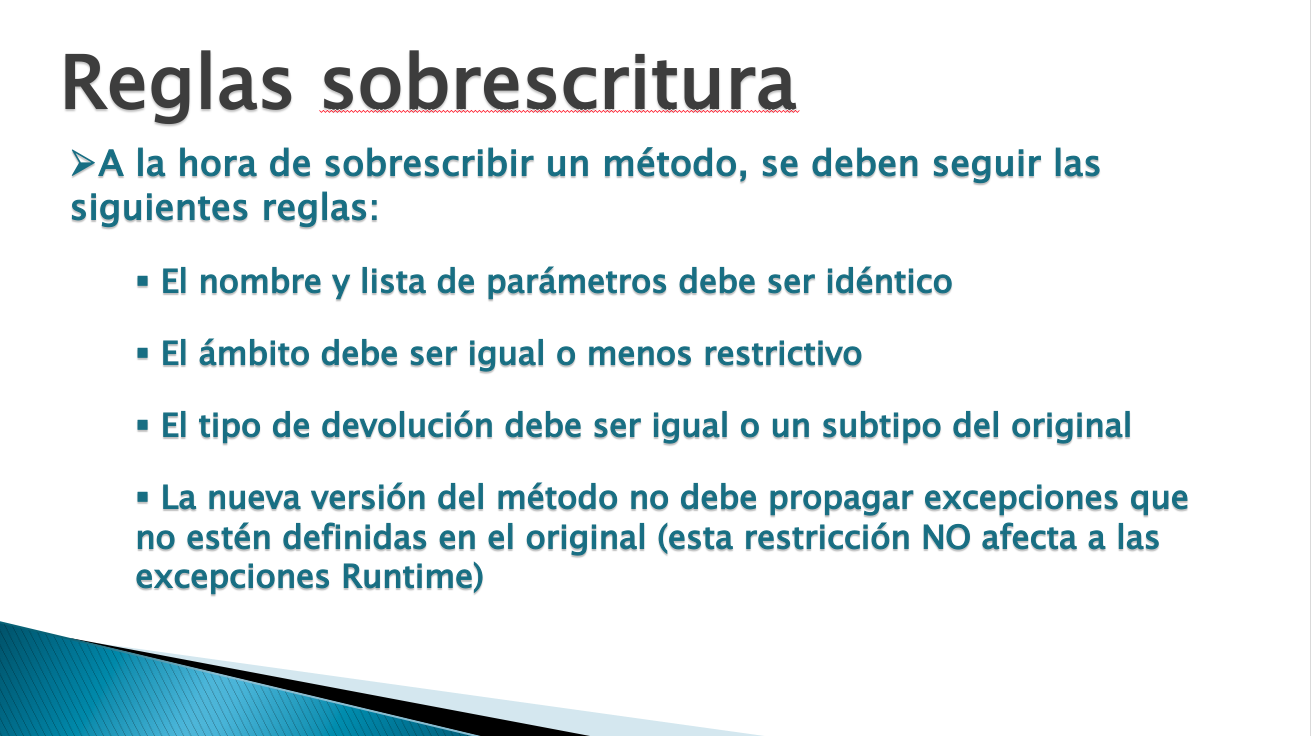 Reglas sobrescritura
➢A la hora de sobrescribir un método, se deben seguir las
siguientes reglas:
▪ El nombre y lista de parámetros debe ser idéntico
▪ El ámbito debe ser igual o menos restrictivo
▪ El tipo de devolución debe ser igual o un subtipo del original
▪ La nueva versión del método no debe propagar excepciones que
no estén definidas en el original (esta restricción NO afecta a las
excepciones Runtime)